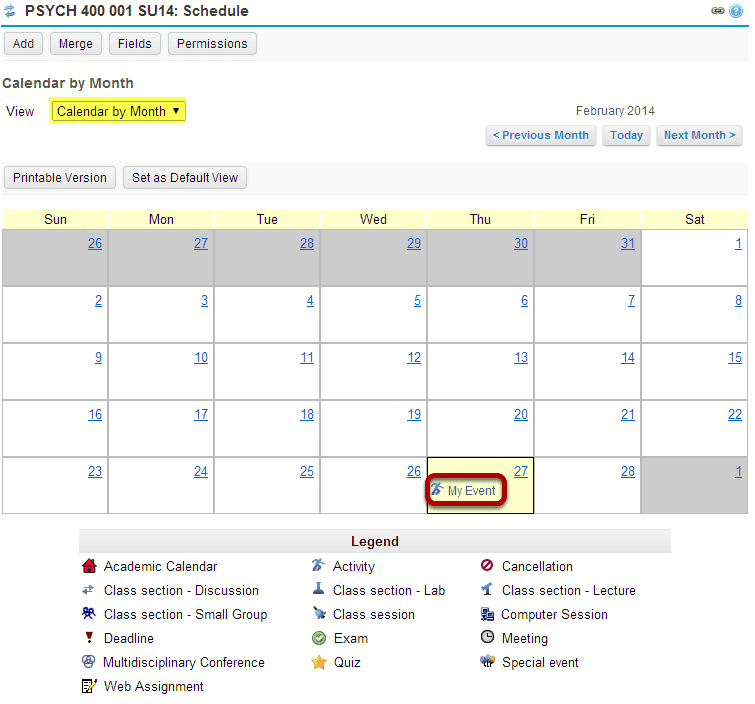 PSYCH 400 001 SU14: Schedule
Add Merge Fields Permissions
Calendar by Month
View Calendar by Month
February 2014
< Previous Month Today Next Month >
Printable Version Set as Default View
Sun Mon Tue Wed Thu Fri Sat
26 27 28 29 30 31 1
2 3 4 5 6 7 8
9 10 11 12 13 14 15
16 17 18 19 20 21 22
23 24 25 26 27 28 1
My Event
Legend
Academic Calendar Activity Cancellation
Class section - Discussion Class section - Lab Class section - Lecture
Class section - Small Group Class session Computer Session
Deadline Exam Meeting
Multidisciplinary Conference Quiz Special event
Web Assignment